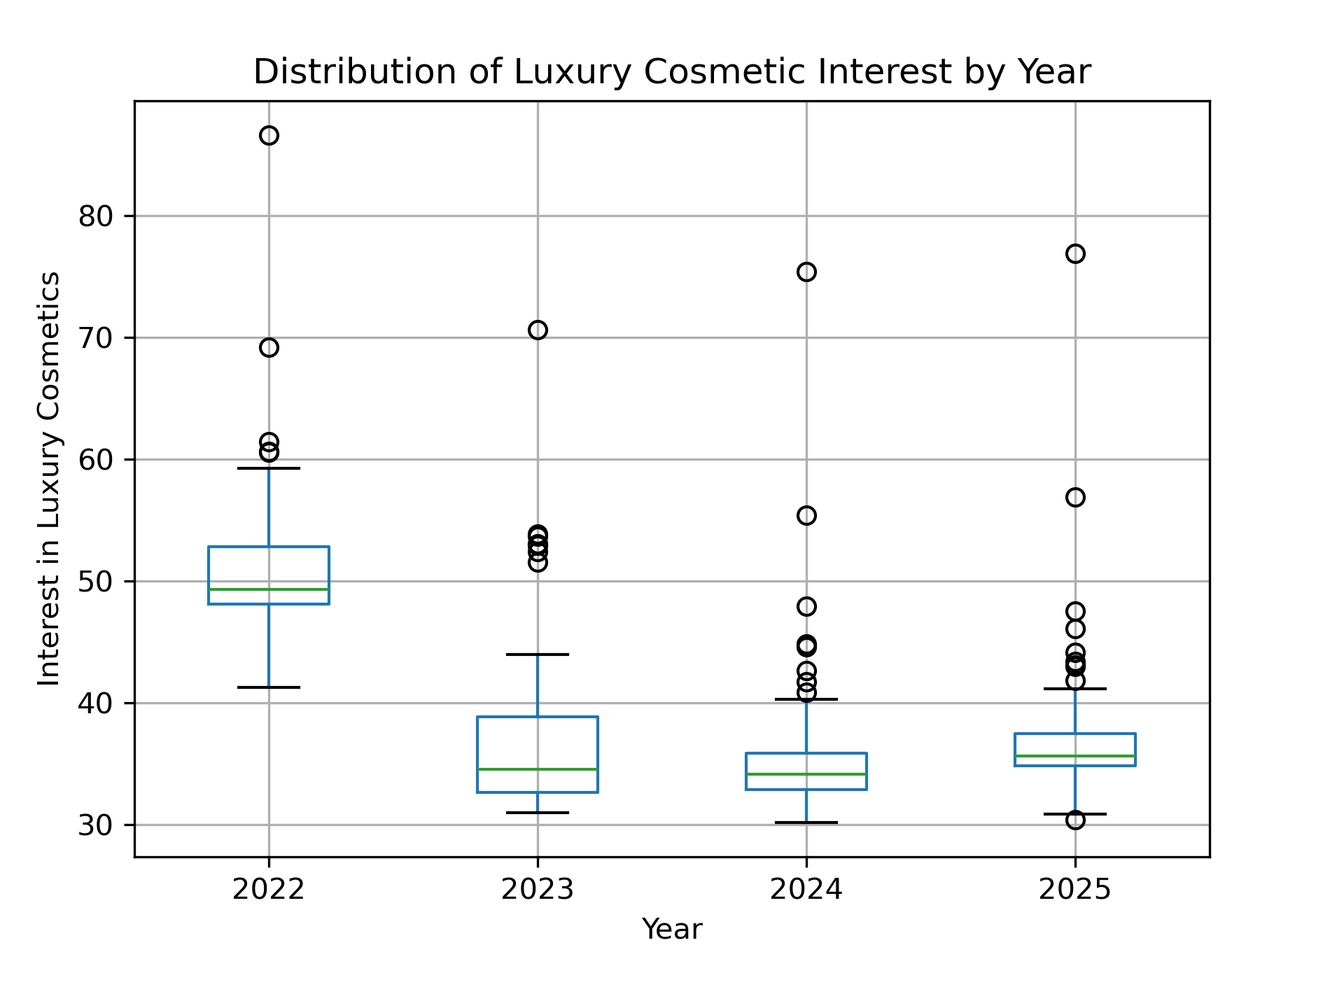 Distribution of Luxury Cosmetic Interest by Year
Interest in Luxury Cosmetics
80
70
60
50
40
30
2022 2023 2024 2025
Year